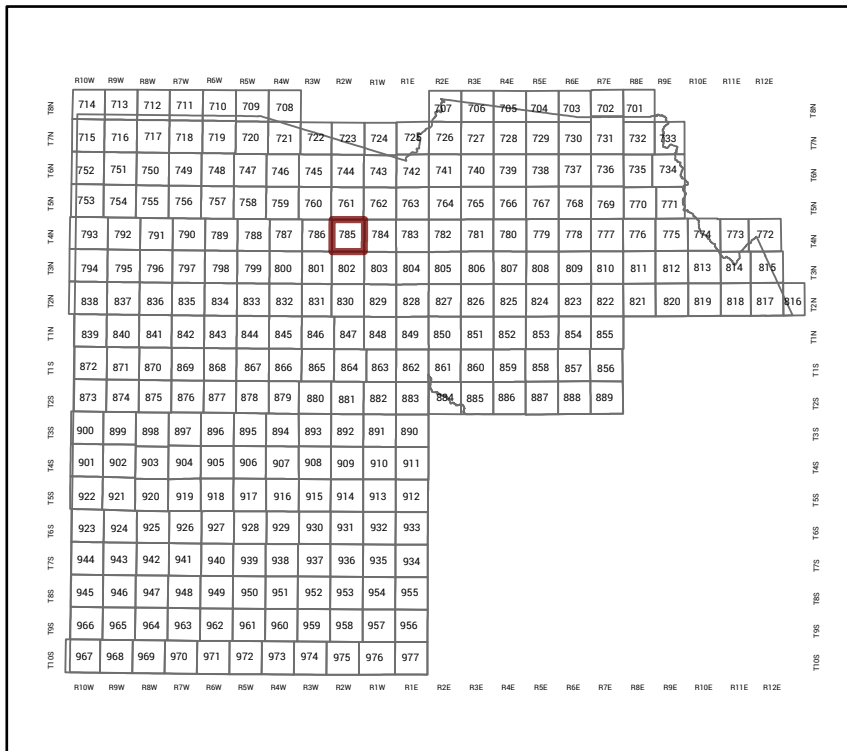 R10W R9W R8W R7W R6W R5W R4W R3W R2W R1W R1E R2E R3E R4E R5E R6E R7E R8E R9E R10E R11E R12E
T8N 714 713 712 711 710 709 708 707 706 705 704 703 702 701 T8N
T7N 715 716 717 718 719 720 721 722 723 724 725 726 727 728 729 730 731 732 733 T7N
T6N 752 751 750 749 748 747 746 745 744 743 742 741 740 739 738 737 736 735 734 T6N
T5N 753 754 755 756 757 758 759 760 761 762 763 764 765 766 767 768 769 770 771 T5N
T4N 793 792 791 790 789 788 787 786 785 784 783 782 781 780 779 778 777 776 775 774 773 772 T4N
T3N 794 795 796 797 798 799 800 801 802 803 804 805 806 807 808 809 810 811 812 813 814 815 T3N
T2N 838 837 836 835 834 833 832 831 830 829 828 827 826 825 824 823 822 821 820 819 818 817 816 T2N
T1N 839 840 841 842 843 844 845 846 847 848 849 850 851 852 853 854 855 T1N
T1S 872 871 870 869 868 867 866 865 864 863 862 861 860 859 858 857 856 T1S
T2S 873 874 875 876 877 878 879 880 881 882 883 884 885 886 887 888 889 T2S
T3S 900 899 898 897 896 895 894 893 892 891 890 T3S
T4S 901 902 903 904 905 906 907 908 909 910 911 T4S
T5S 922 921 920 919 918 917 916 915 914 913 912 T5S
T6S 923 924 925 926 927 928 929 930 931 932 933 T6S
T7S 944 943 942 941 940 939 938 937 936 935 934 T7S
T8S 945 946 947 948 949 950 951 952 953 954 955 T8S
T9S 966 965 964 963 962 961 960 959 958 957 956 T9S
T10S 967 968 969 970 971 972 973 974 975 976 977 T10S
R10W R9W R8W R7W R6W R5W R4W R3W R2W R1W R1E R2E R3E R4E R5E R6E R7E R8E R9E R10E R11E R12E